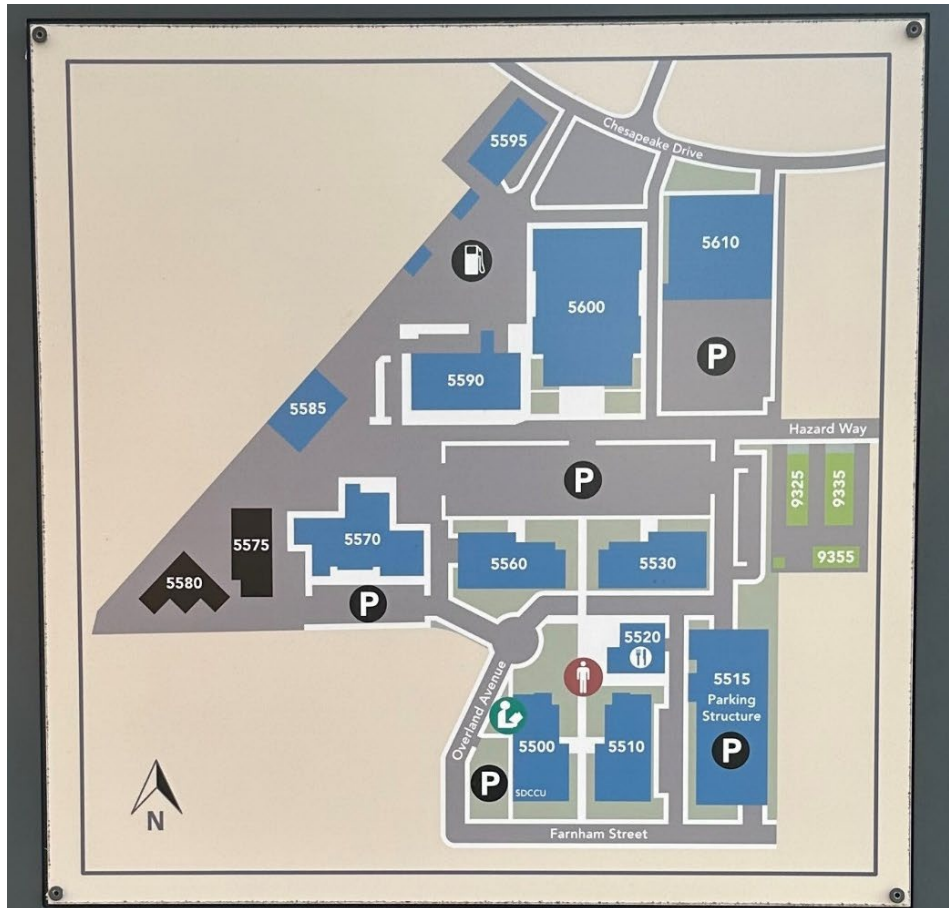 Chesapeake Drive
5595
5610
5600
P
5590
5585
Hazard Way
P
9325
9335
5575
5570
5560
5530
9355
5580
P
5520
5515
Parking
Structure
P
Overland Avenue
5500
5510
P
SDCCU
N
Farnham Street